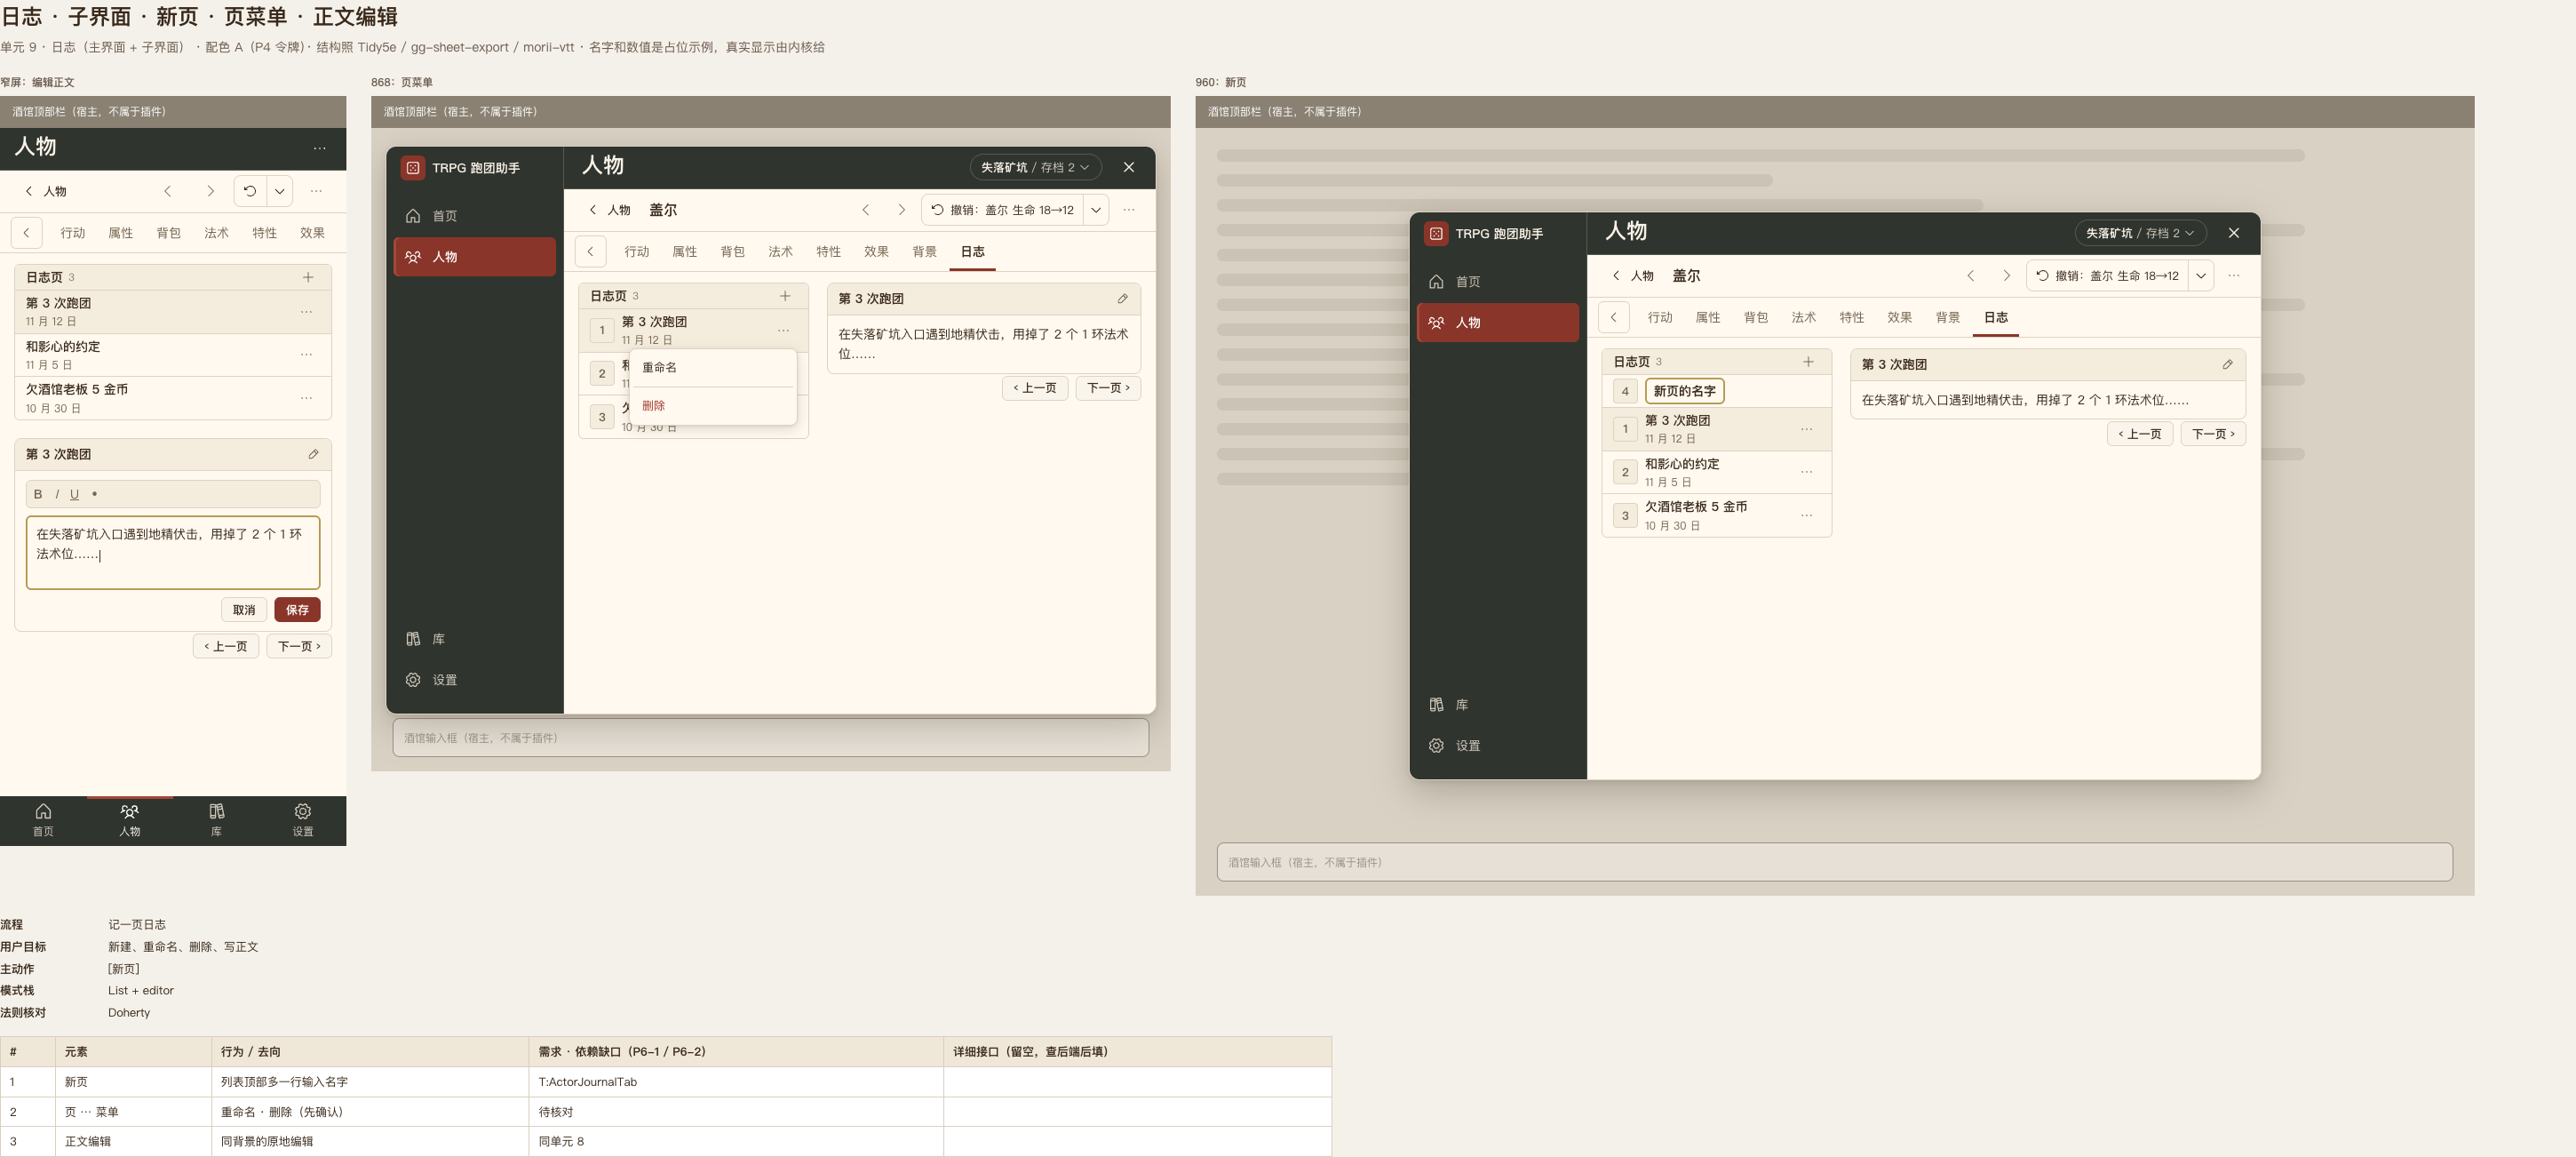 日志 · 子界面 · 新页 · 页菜单 · 正文编辑
单元 9 · 日志（主界面 + 子界面） · 配色 A（P4 令牌）· 结构照 Tidy5e / gg-sheet-export / morii-vtt · 名字和数值是占位示例，真实显示由内核给
窄屏：编辑正文
酒馆顶部栏（宿主，不属于插件）
人物
···
人物
···
行动 属性 背包 法术 特性 效果
日志页 3
第 3 次跑团
11 月 12 日
···
和影心的约定
11 月 5 日
···
欠酒馆老板 5 金币
10 月 30 日
···
第 3 次跑团
B I U •
在失落矿坑入口遇到地精伏击，用掉了 2 个 1 环
法术位……
取消 保存
‹ 上一页 下一页 ›
首页 人物 库 设置
868：页菜单
酒馆顶部栏（宿主，不属于插件）
TRPG 跑团助手
首页
人物
库
设置
人物
失落矿坑 / 存档 2
人物 盖尔
撤销：盖尔 生命 18→12
···
行动 属性 背包 法术 特性 效果 背景 日志
日志页 3
1 第 3 次跑团
11 月 12 日
···
2
11
3
10 月 30 日
重命名
删除
第 3 次跑团
在失落矿坑入口遇到地精伏击，用掉了 2 个 1 环法术
位……
‹ 上一页 下一页 ›
酒馆输入框（宿主，不属于插件）
960：新页
酒馆顶部栏（宿主，不属于插件）
TRPG 跑团助手
首页
人物
库
设置
人物
失落矿坑 / 存档 2
人物 盖尔
撤销：盖尔 生命 18→12
···
行动 属性 背包 法术 特性 效果 背景 日志
日志页 3
4 新页的名字
1 第 3 次跑团
11 月 12 日
···
2 和影心的约定
11 月 5 日
···
3 欠酒馆老板 5 金币
10 月 30 日
···
第 3 次跑团
在失落矿坑入口遇到地精伏击，用掉了 2 个 1 环法术位……
‹ 上一页 下一页 ›
酒馆输入框（宿主，不属于插件）
流程 记一页日志
用户目标 新建、重命名、删除、写正文
主动作 [新页]
模式栈 List + editor
法则核对 Doherty
# 元素 行为 / 去向 需求 · 依赖缺口（P6-1 / P6-2） 详细接口（留空，查后端后填）
1 新页 列表顶部多一行输入名字 T:ActorJournalTab
2 页 ··· 菜单 重命名 · 删除（先确认） 待核对
3 正文编辑 同背景的原地编辑 同单元 8